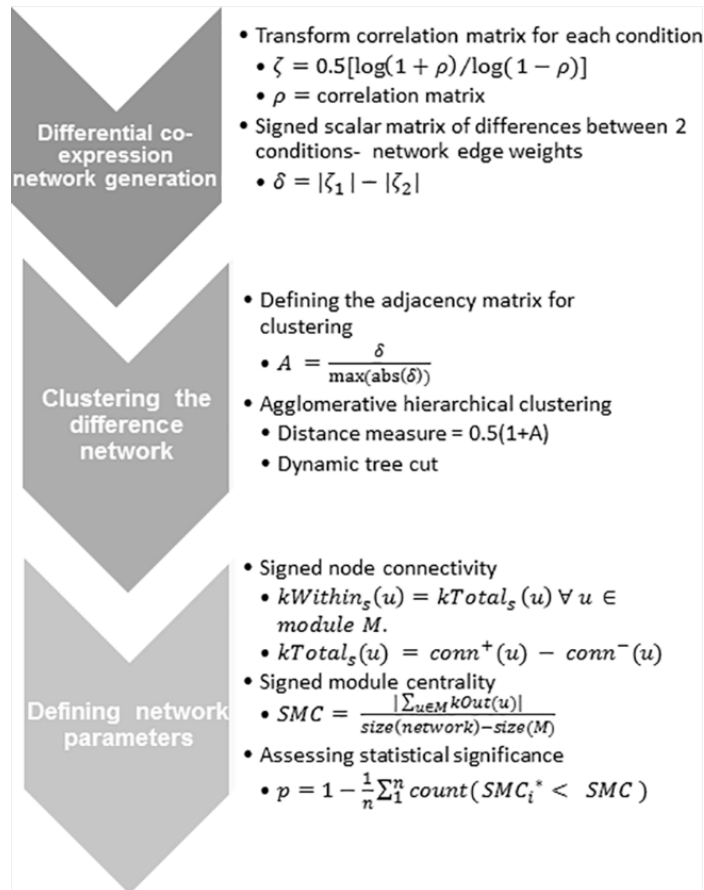 Differential co-
expression
network generation
• Transform correlation matrix for each condition
• ζ = 0.5[log(1 + ρ)/log( 1 − ρ)]
• ρ = correlation matrix
• Signed scalar matrix of differences between 2
conditions- network edge weights
• δ = |ζ₁| − |ζ₂|
Clustering the
difference
network
• Defining the adjacency matrix for
clustering
• A = δ / max(abs(δ))
• Agglomerative hierarchical clustering
• Distance measure = 0.5(1+A)
• Dynamic tree cut
Defining network
parameters
• Signed node connectivity
• kWithinₛ(u) = kTotalₛ (u) ∀ u ∈
module M.
• kTotalₛ(u) = conn⁺(u) − conn⁻(u)
• Signed module centrality
• SMC = |∑u∈M kOut(u)| / size(network)−size(M)
• Assessing statistical significance
• p = 1 − 1/n ∑₁ⁿ count(SMCᵢ* < SMC )